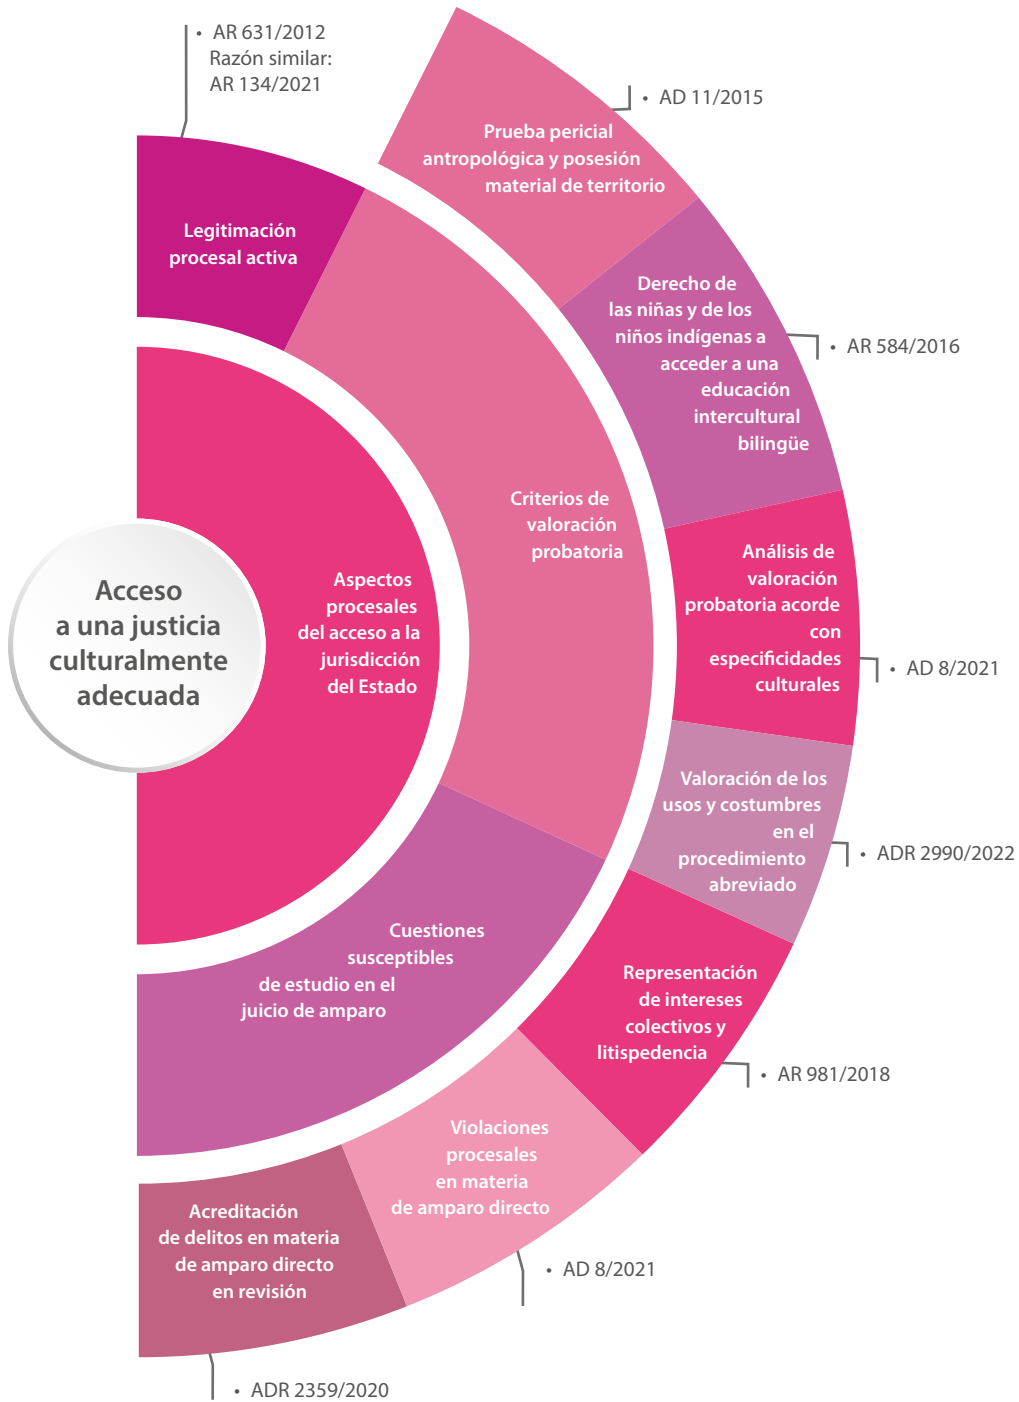 • AR 631/2012
Razón similar:
AR 134/2021
Legitimación
procesal activa
Acceso
a una justicia
culturalmente
adecuada
Aspectos
procesales
del acceso a la
jurisdicción
del Estado
Criterios de
valoración
probatoria
Cuestiones
susceptibles
de estudio en el
juicio de amparo
Prueba pericial
antropológica y posesión
material de territorio
• AD 11/2015
Derecho de
las niñas y de los
niños indígenas a
acceder a una
educación
intercultural
bilingüe
• AR 584/2016
Análisis de
valoración
probatoria acorde
con
especificidades
culturales
• AD 8/2021
Valoración de los
usos y costumbres
en el
procedimiento
abreviado
• ADR 2990/2022
Representación
de intereses
colectivos y
litispedencia
• AR 981/2018
Violaciones
procesales
en materia
de amparo directo
• AD 8/2021
Acreditación
de delitos en materia
de amparo directo
en revisión
• ADR 2359/2020